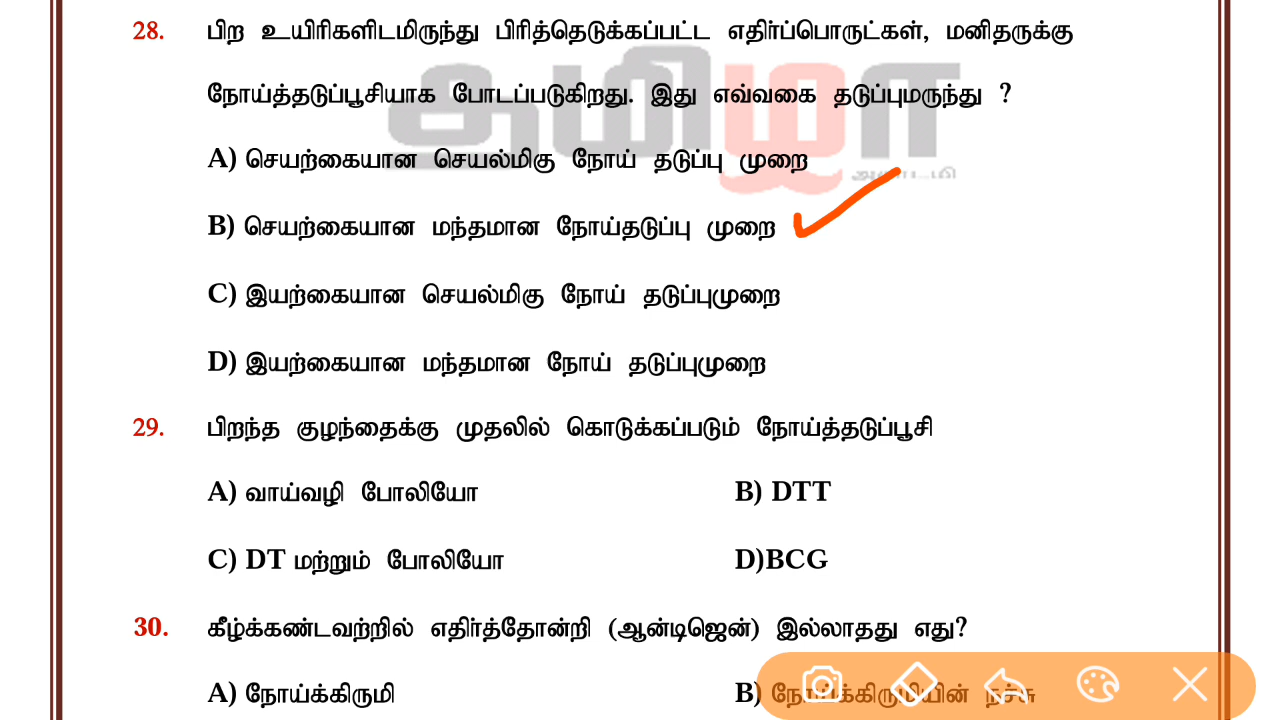 28. பிற உயிரிகளிடமிருந்து பிரித்தெடுக்கப்பட்ட எதிர்ப்பொருட்கள், மனிதருக்கு
நோய்த்தடுப்பூசியாக போடப்படுகிறது. இது எவ்வகை தடுப்புமருந்து ?
தமிழா
A) செயற்கையான செயல்மிகு நோய் தடுப்பு முறை
B) செயற்கையான மந்தமான நோய்தடுப்பு முறை
C) இயற்கையான செயல்மிகு நோய் தடுப்புமுறை
D) இயற்கையான மந்தமான நோய் தடுப்புமுறை
29. பிறந்த குழந்தைக்கு முதலில் கொடுக்கப்படும் நோய்த்தடுப்பூசி
A) வாய்வழி போலியோ B) DTT
C) DT மற்றும் போலியோ D)BCG
30. கீழ்க்கண்டவற்றில் எதிர்த்தோன்றி (ஆன்டிஜென்) இல்லாதது எது?
A) நோய்க்கிருமி B) நோய்க்கிருமியின் நச்சு